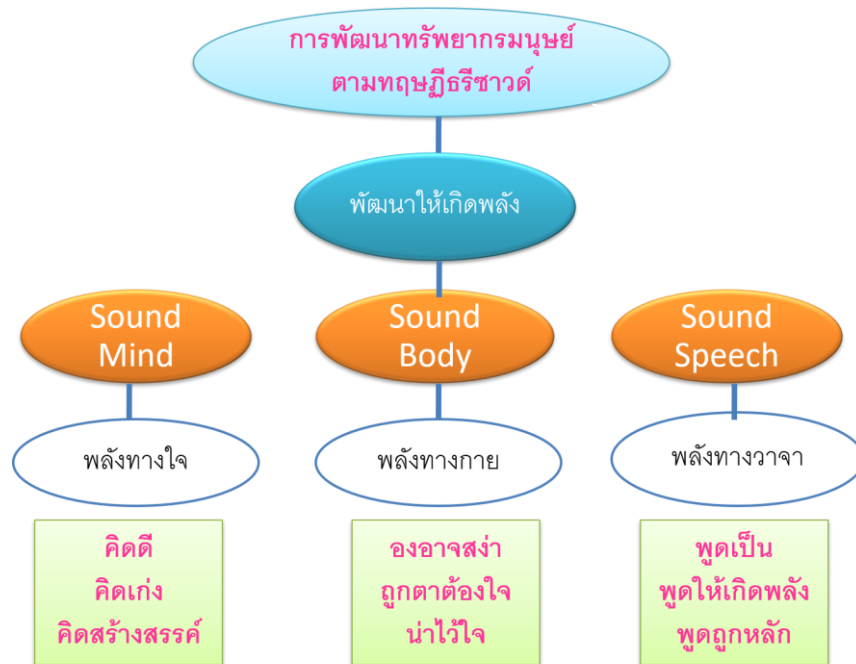 การพัฒนาทรัพยากรมนุษย์
ตามทฤษฏีธรีซาวด์
พัฒนาให้เกิดพลัง
Sound
Mind
Sound
Body
Sound
Speech
พลังทางใจ
พลังทางกาย
พลังทางวาจา
คิดดี
คิดเก่ง
คิดสร้างสรรค์
องอาจสง่า
ถูกตาต้องใจ
น่าไว้ใจ
พูดเป็น
พูดให้เกิดพลัง
พูดถูกหลัก